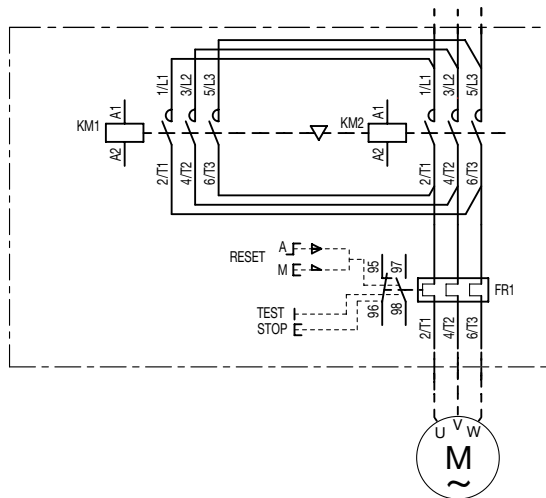 1/L1 3/L2 5/L3 1/L1 3/L2 5/L3
KM1 A1 KM2 A1
A2 A2
2/T1 4/T2 6/T3 2/T1 4/T2 6/T3
RESET A 95 97
M
FR1
TEST 96 98 2/T1 4/T2 6/T3
STOP
U V W
M
~